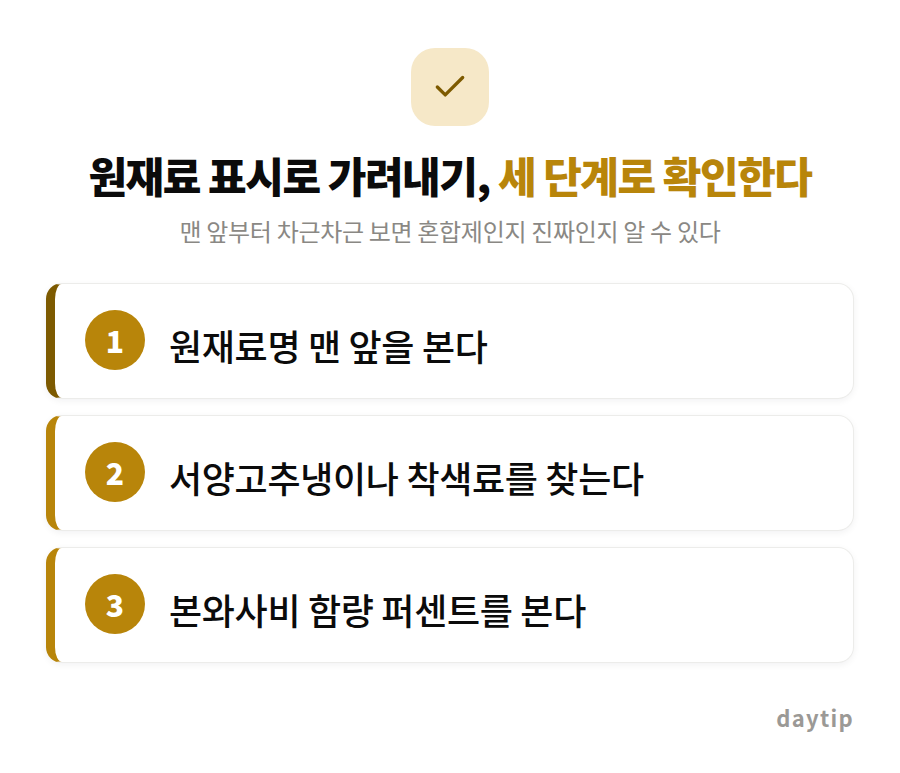 원재료 표시로 가려내기, 세 단계로 확인한다
맨 앞부터 차근차근 보면 혼합제인지 진짜인지 알 수 있다
1 원재료명 맨 앞을 본다
2 서양고추냉이나 착색료를 찾는다
3 본와사비 함량 퍼센트를 본다
daytip